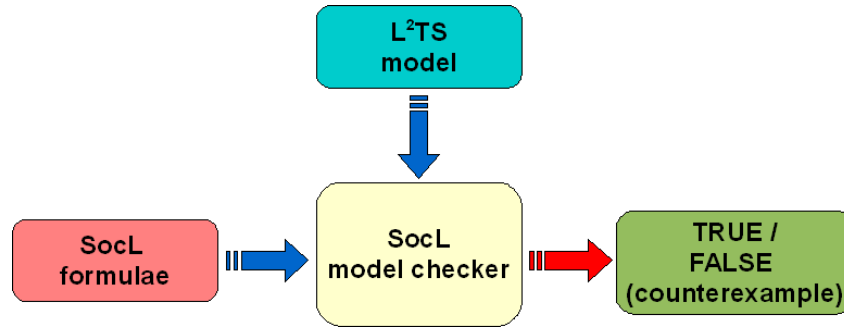 L²TS
model
SocL
formulae
SocL
model checker
TRUE /
FALSE
(counterexample)